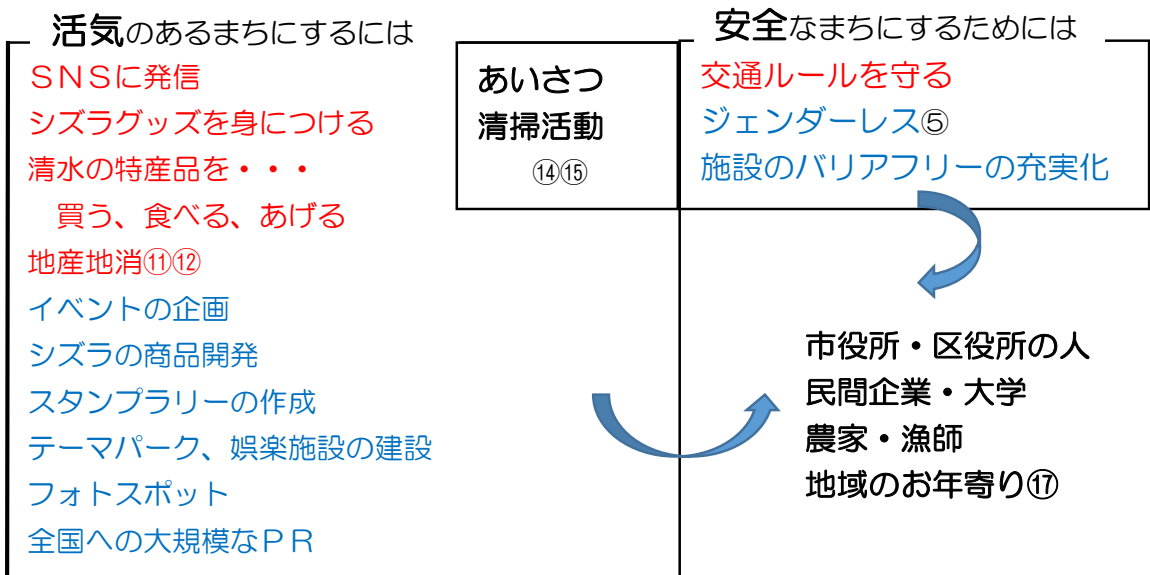 活気のあるまちにするには
ＳＮＳに発信
シズラグッズを身につける
清水の特産品を・・・
買う、食べる、あげる
地産地消⑪⑫
イベントの企画
シズラの商品開発
スタンプラリーの作成
テーマパーク、娯楽施設の建設
フォトスポット
全国への大規模なＰＲ
あいさつ
清掃活動
⑭⑮
安全なまちにするためには
交通ルールを守る
ジェンダーレス⑤
施設のバリアフリーの充実化
市役所・区役所の人
民間企業・大学
農家・漁師
地域のお年寄り⑰